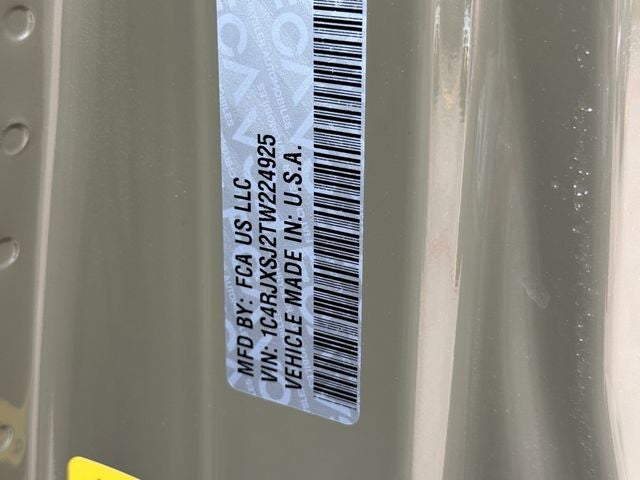 MFD BY: FCA US LLC
VIN: 1C4RJXSJ2TW224925
VEHICLE MADE IN: U.S.A.